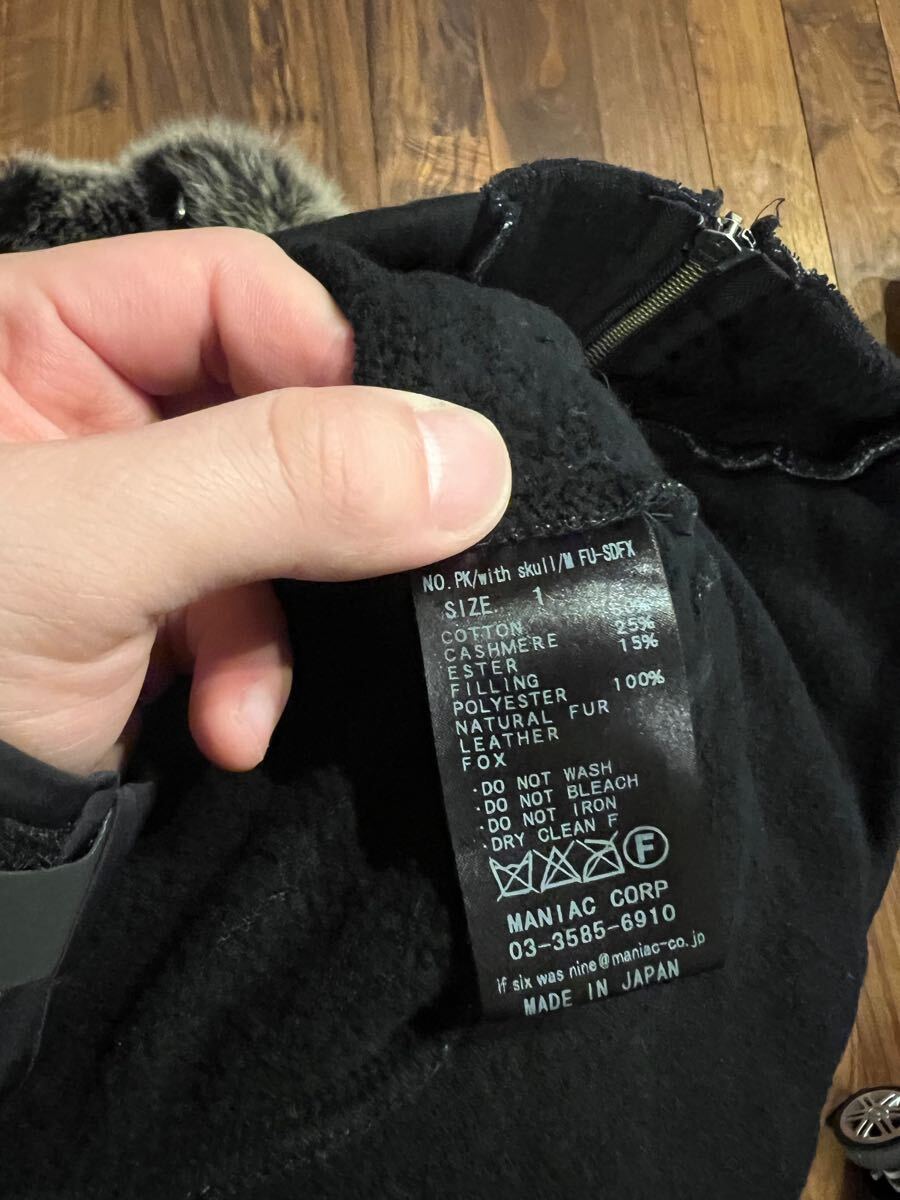 NO. PK/with skull/M FU-SDFX
SIZE 1
COTTON 60%
CASHMERE 25%
ESTER 15%
FILLING
POLYESTER 100%
NATURAL FUR
LEATHER
FOX
・DO NOT WASH
・DO NOT BLEACH
・DO NOT IRON
・DRY CLEAN F
F
MANIAC CORP
03-3585-6910
if six was nine@maniac-co.jp
MADE IN JAPAN